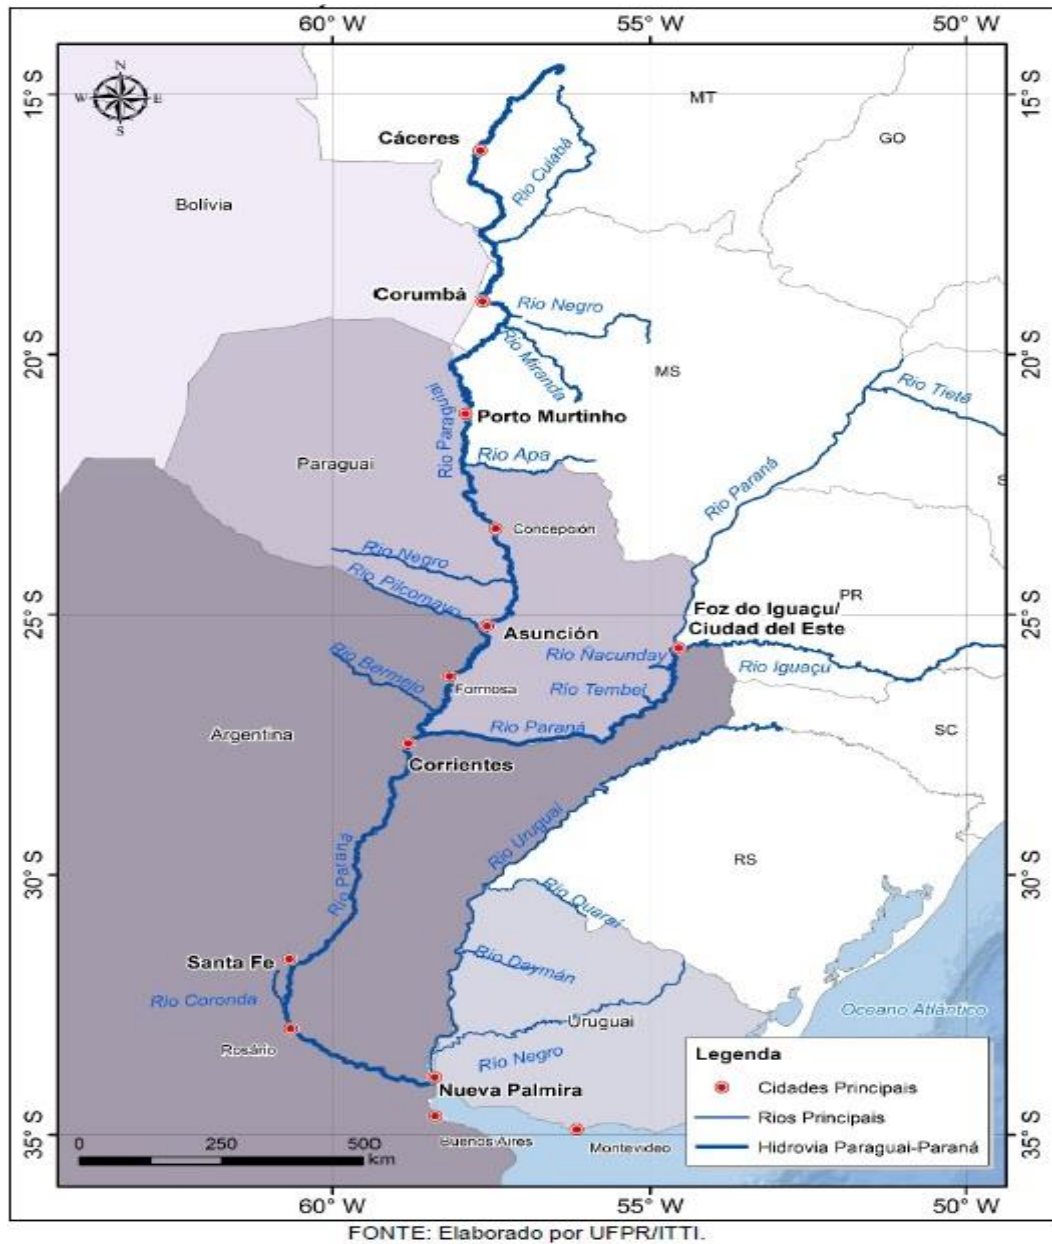 60° W
55° W
50° W
N
W
E
S
15° S
15° S
MT
GO
Cáceres
Rio Cuiabá
Bolívia
Corumbá
Rio Negro
20° S
20° S
Rio Miranda
MS
Rio Tietê
Rio Paraguai
Porto Murtinho
Paraguai
Rio Apa
Rio Paraná
S
Concepción
Rio Negro
Rio Pilcomayo
25° S
25° S
PR
Foz do Iguaçu/
Ciudad del Este
Asunción
Rio Ñacunday
Rio Iguaçu
Rio Bermejo
Formosa
Rio Tembei
Rio Paraná
SC
Argentina
Corrientes
Rio Uruguai
30° S
30° S
RS
Rio Paraná
Rio Quaraí
Santa Fe
Rio Daymán
Rio Coronda
Oceano Atlántico
Uruguai
Rosário
Rio Negro
Legenda
Nueva Palmira
Cidades Principais
Rios Principais
Hidrovia Paraguai-Paraná
35° S
35° S
0 250 500
km
Buenos Aires
Montevideo
60° W
55° W
50° W
FONTE: Elaborado por UFPR/ITTI.